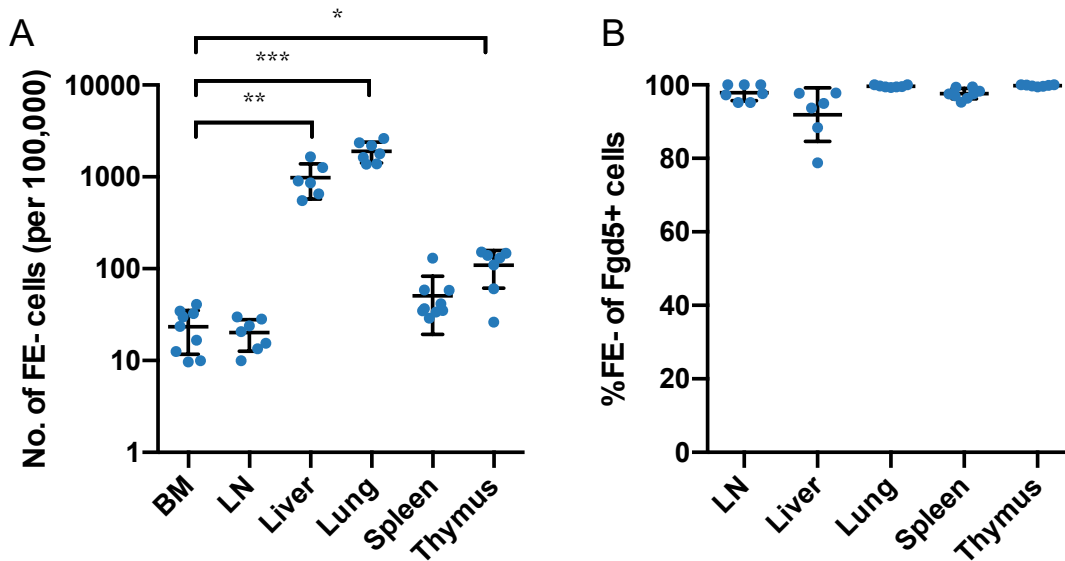 A
No. of FE- cells (per 100,000)
10000
1000
100
10
1
*
***
**
BM
LN
Liver
Lung
Spleen
Thymus
B
%FE- of Fgd5+ cells
100
80
60
40
20
0
LN
Liver
Lung
Spleen
Thymus